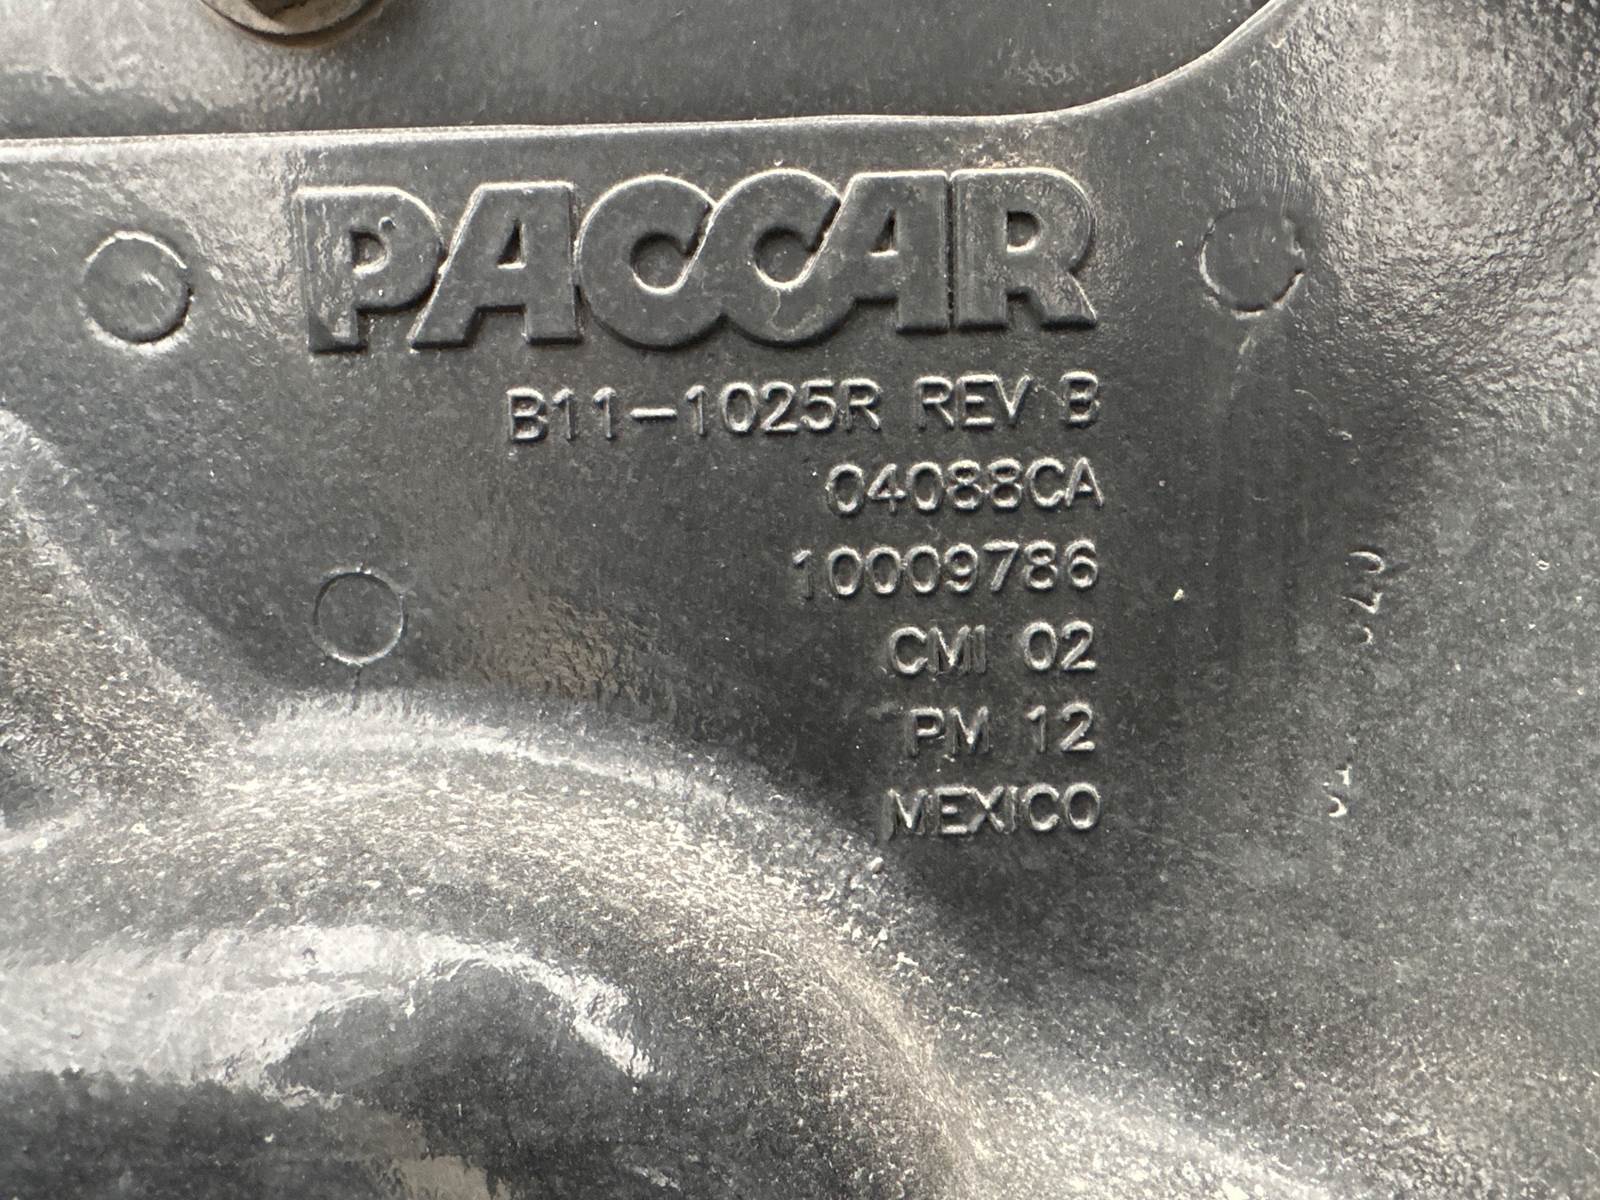 PACCAR
B11-1025R REV B
04088CA
10009786
CMI 02
PM 12
MEXICO